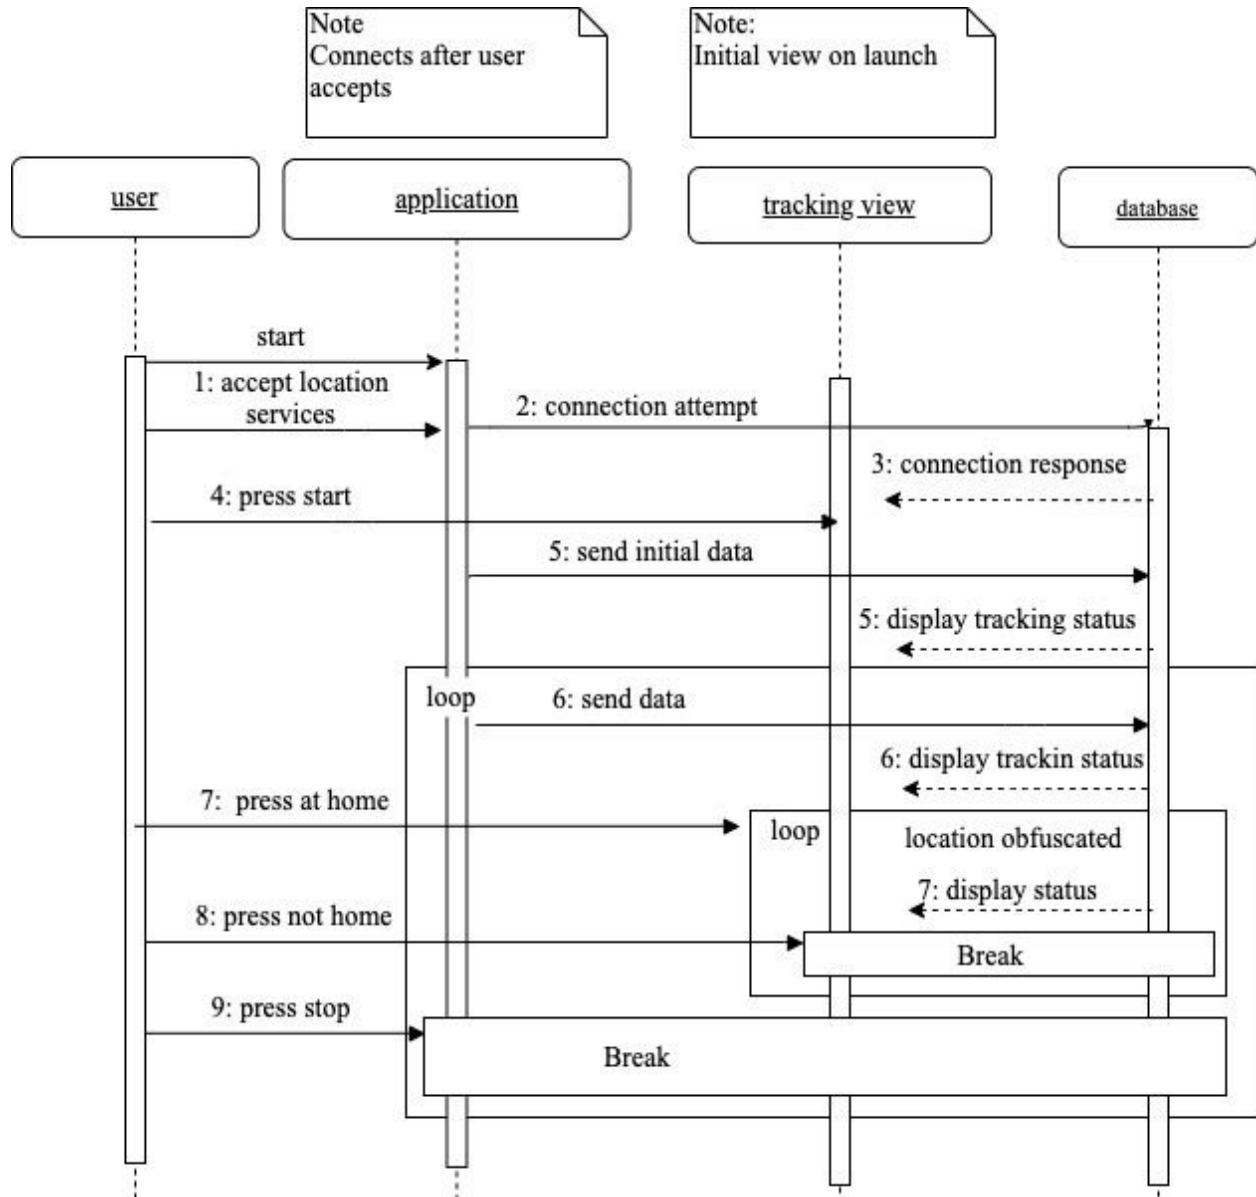 Note
Connects after user
accepts
Note:
Initial view on launch
user
application
tracking view
database
start
1: accept location
services
2: connection attempt
3: connection response
4: press start
5: send initial data
5: display tracking status
loop
6: send data
6: display trackin status
7: press at home
loop
location obfuscated
7: display status
8: press not home
Break
9: press stop
Break